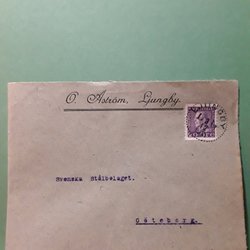 O. Åström, Ljungby.
Svenska Stålbolaget.
Göteborg.